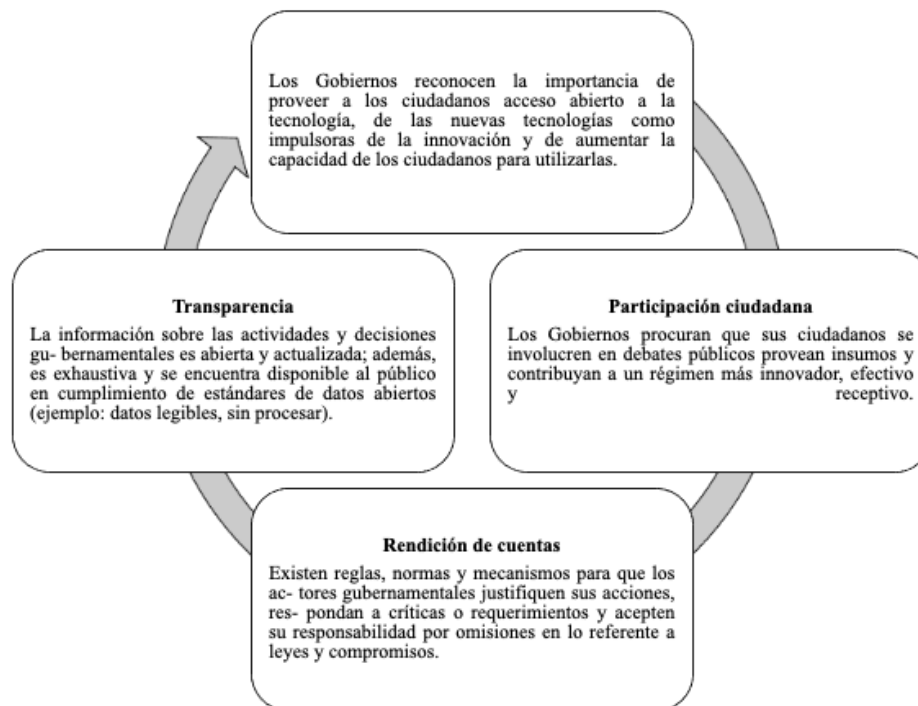 Los Gobiernos reconocen la importancia de
proveer a los ciudadanos acceso abierto a la
tecnología, de las nuevas tecnologías como
impulsoras de la innovación y de aumentar la
capacidad de los ciudadanos para utilizarlas.
Transparencia
La información sobre las actividades y decisiones
gu- bernamentales es abierta y actualizada; además,
es exhaustiva y se encuentra disponible al público
en cumplimiento de estándares de datos abiertos
(ejemplo: datos legibles, sin procesar).
Participación ciudadana
Los Gobiernos procuran que sus ciudadanos se
involucren en debates públicos provean insumos y
contribuyan a un régimen más innovador, efectivo
y receptivo.
Rendición de cuentas
Existen reglas, normas y mecanismos para que los
ac- tores gubernamentales justifiquen sus acciones,
res- pondan a críticas o requerimientos y acepten
su responsabilidad por omisiones en lo referente a
leyes y compromisos.